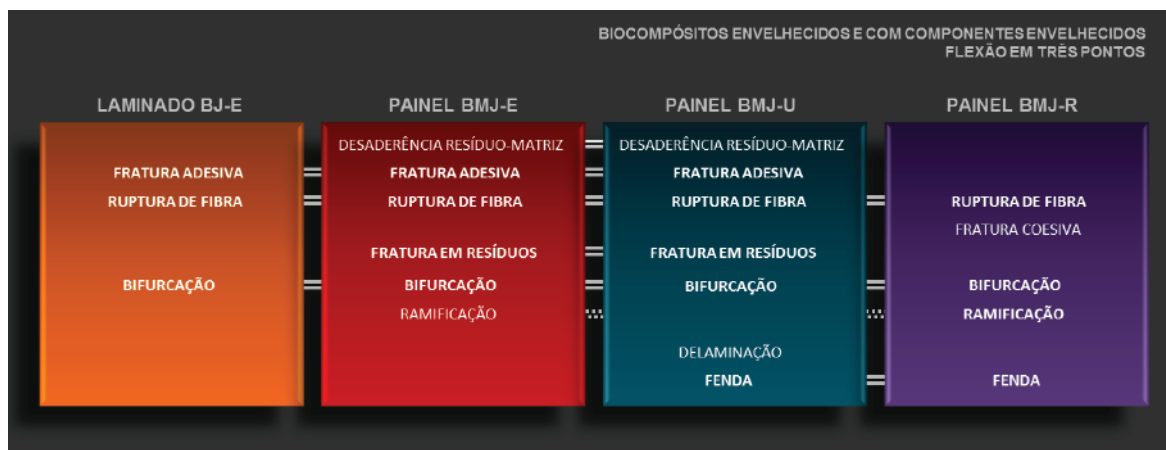 BIOCOMPÓSITOS ENVELHECIDOS E COM COMPONENTES ENVELHECIDOS
FLEXÃO EM TRÊS PONTOS
LAMINADO BJ-E
FRATURA ADESIVA
RUPTURA DE FIBRA
BIFURCAÇÃO
PAINEL BMJ-E
DESADERÊNCIA RESÍDUO-MATRIZ
FRATURA ADESIVA
RUPTURA DE FIBRA
FRATURA EM RESÍDUOS
BIFURCAÇÃO
RAMIFICAÇÃO
PAINEL BMJ-U
DESADERÊNCIA RESÍDUO-MATRIZ
FRATURA ADESIVA
RUPTURA DE FIBRA
FRATURA EM RESÍDUOS
BIFURCAÇÃO
DELAMINAÇÃO
FENDA
PAINEL BMJ-R
RUPTURA DE FIBRA
FRATURA COESIVA
BIFURCAÇÃO
RAMIFICAÇÃO
FENDA